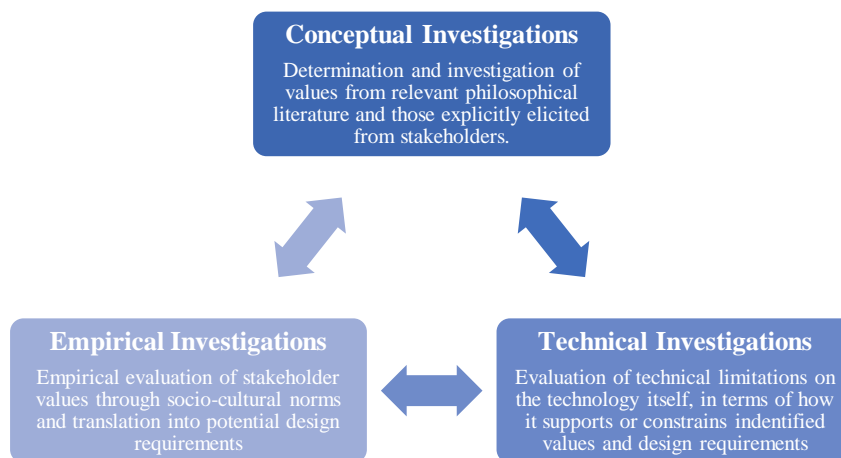 Conceptual Investigations
Determination and investigation of
values from relevant philosophical
literature and those explicitly elicited
from stakeholders.
Empirical Investigations
Empirical evaluation of stakeholder
values through socio-cultural norms
and translation into potential design
requirements
Technical Investigations
Evaluation of technical limitations on
the technology itself, in terms of how
it supports or constrains indentified
values and design requirements